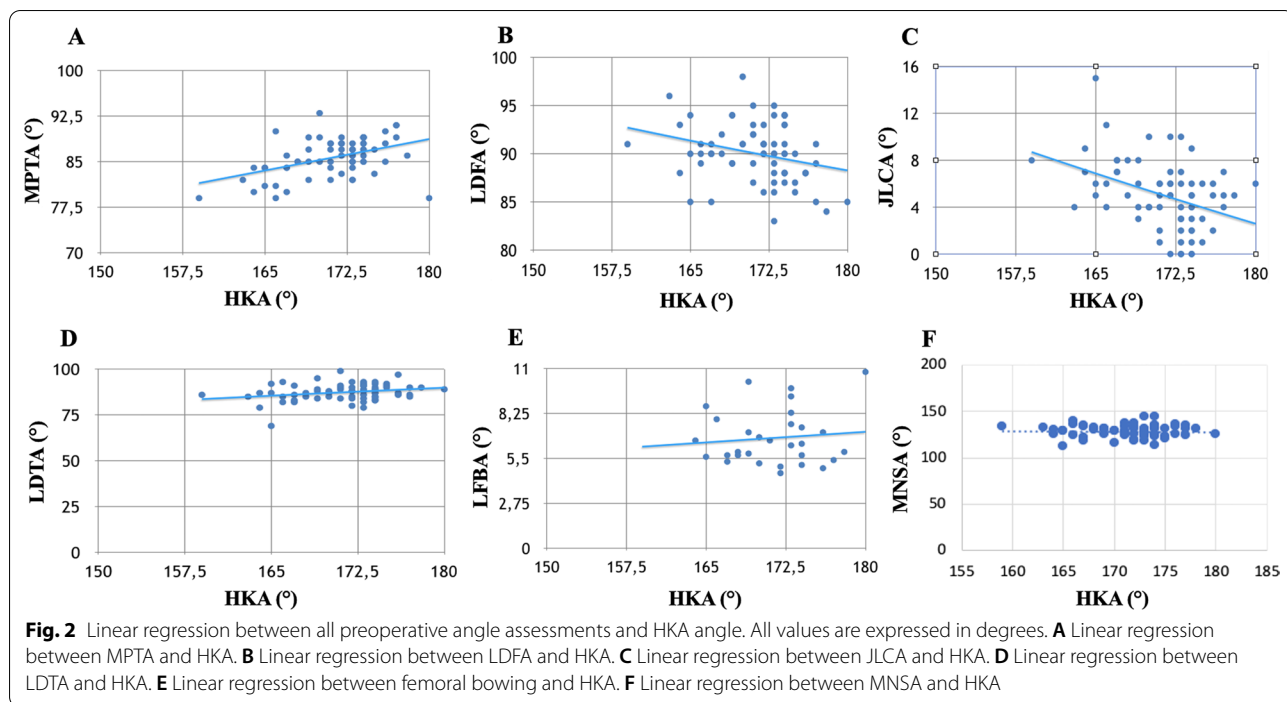 A
100
92,5
85
77,5
70
MPTA (°)
150 157,5 165 172,5 180
HKA (°)
B
100
95
90
85
80
LDFA (°)
150 157,5 165 172,5 180
HKA (°)
C
16
12
8
4
0
JLCA (°)
150 157,5 165 172,5 180
HKA (°)
D
100
75
50
25
0
LDTA (°)
150 157,5 165 172,5 180
HKA (°)
E
11
8,25
5,5
2,75
0
LFBA (°)
150 157,5 165 172,5 180
HKA (°)
F
200
150
100
50
0
MNSA (°)
155 160 165 170 175 180 185
HKA (°)
Fig. 2 Linear regression between all preoperative angle assessments and HKA angle. All values are expressed in degrees. A Linear regression
between MPTA and HKA. B Linear regression between LDFA and HKA. C Linear regression between JLCA and HKA. D Linear regression between
LDTA and HKA. E Linear regression between femoral bowing and HKA. F Linear regression between MNSA and HKA